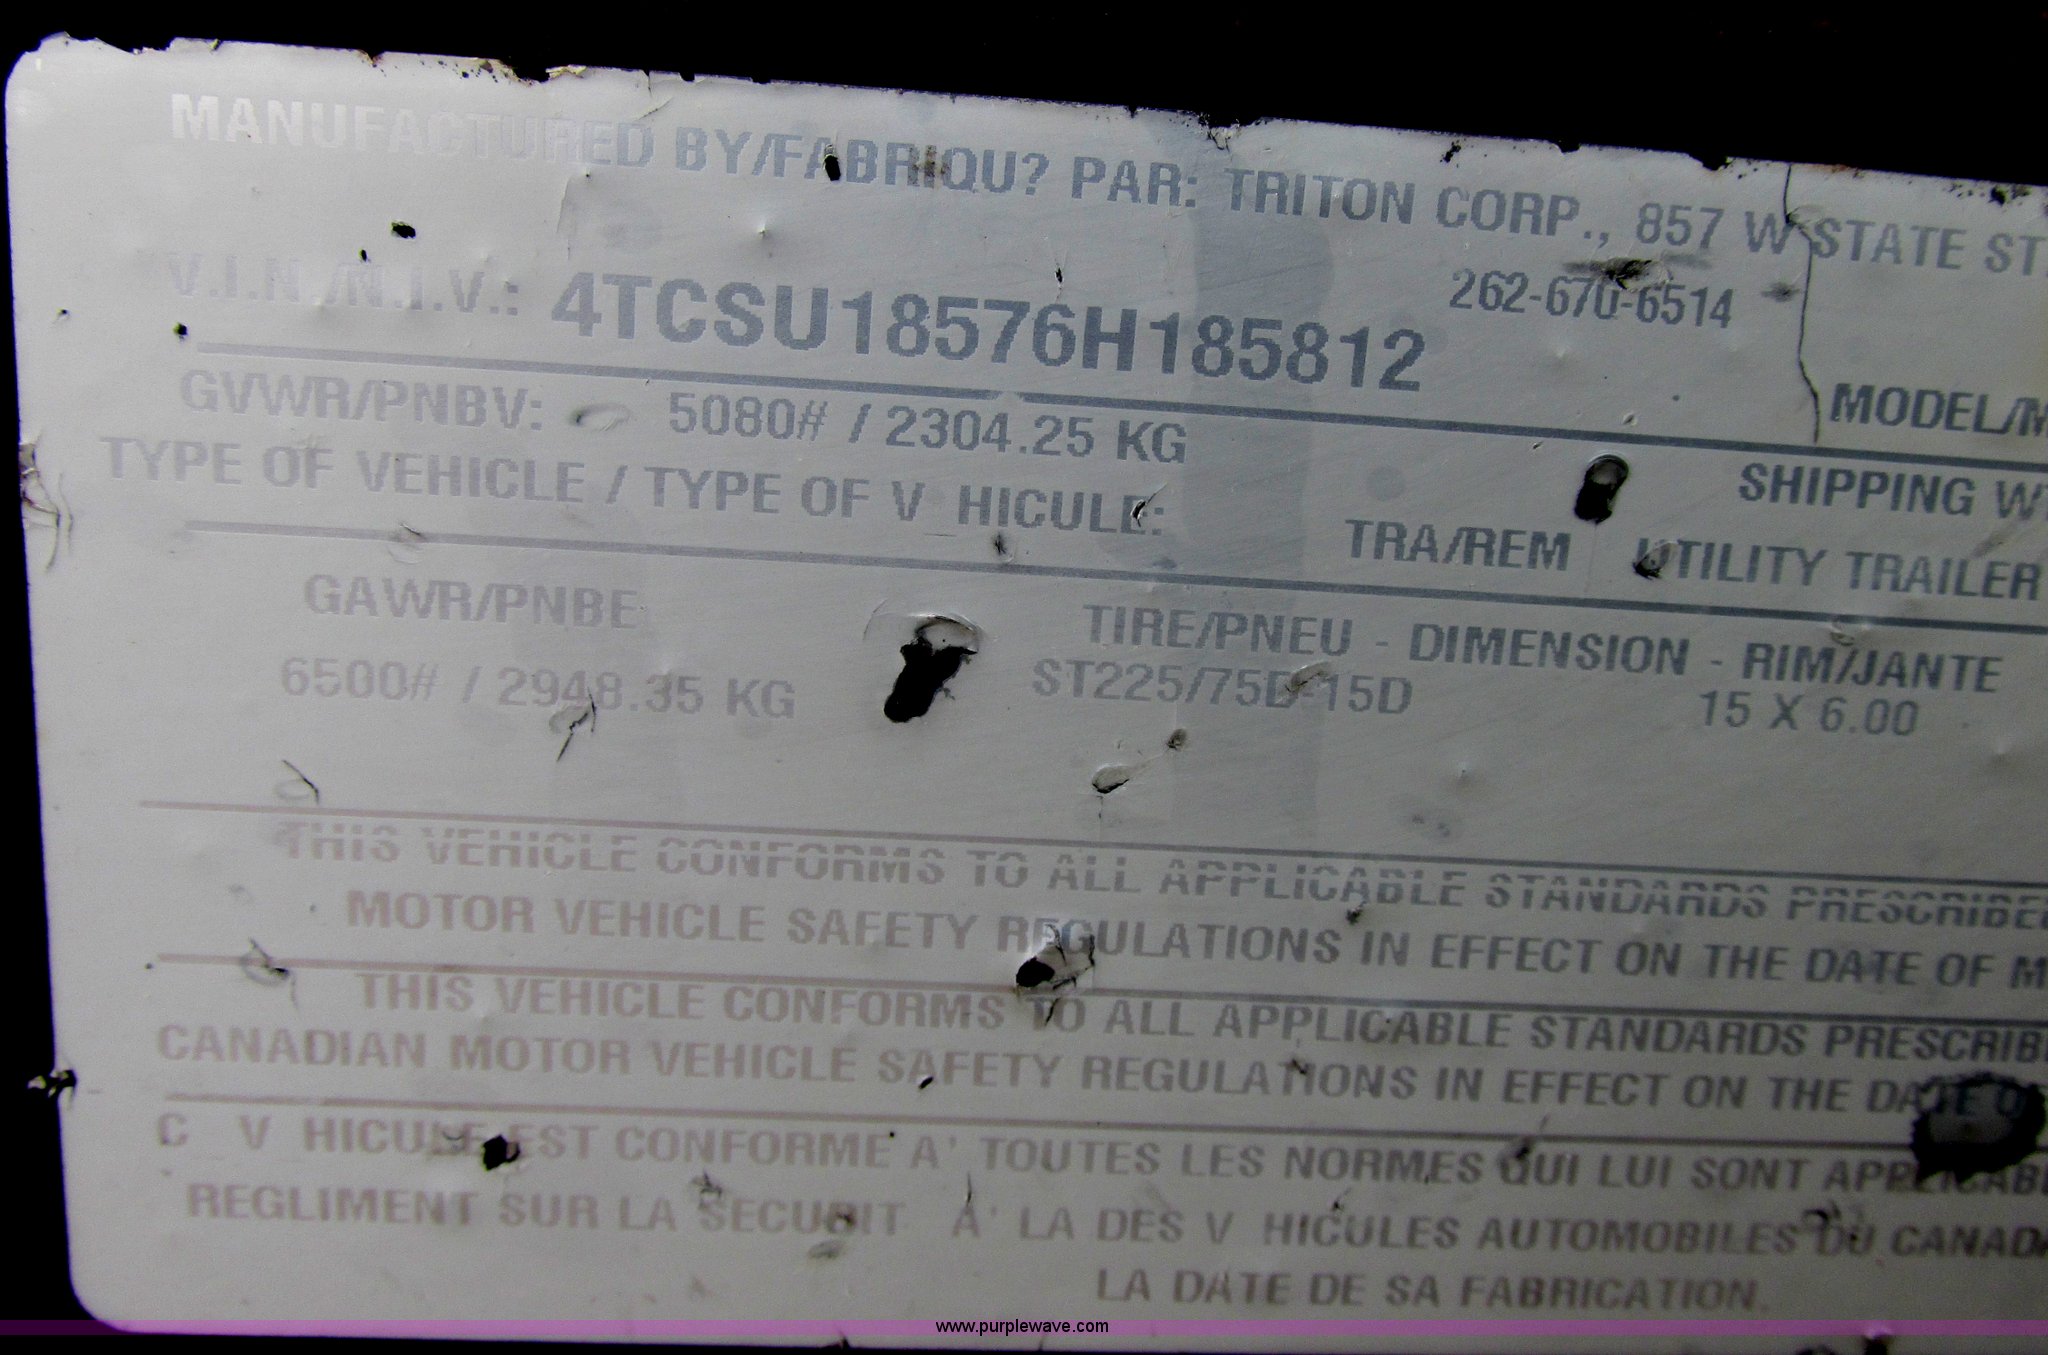 MANUFACTURED BY/FABRIQU? PAR: TRITON CORP., 857 W STATE ST
262-670-6514
V.I.N./N.I.V.: 4TCSU18576H185812
MODEL/M
GVWR/PNBV: 5080# / 2304.25 KG
SHIPPING WT
TYPE OF VEHICLE / TYPE OF V_HICULE: TRA/REM UTILITY TRAILER
GAWR/PNBE TIRE/PNEU - DIMENSION - RIM/JANTE
6500# / 2948.35 KG ST225/75D-15D 15 X 6.00
THIS VEHICLE CONFORMS TO ALL APPLICABLE STANDARDS PRESCRIBED
MOTOR VEHICLE SAFETY REGULATIONS IN EFFECT ON THE DATE OF M
THIS VEHICLE CONFORMS TO ALL APPLICABLE STANDARDS PRESCRIB
CANADIAN MOTOR VEHICLE SAFETY REGULATIONS IN EFFECT ON THE DATE O
C V HICULE EST CONFORME A' TOUTES LES NORMES QUI LUI SONT APPLICABL
REGLIMENT SUR LA SECURIT A' LA DES V HICULES AUTOMOBILES DU CANADA
LA DATE DE SA FABRICATION.
www.purplewave.com